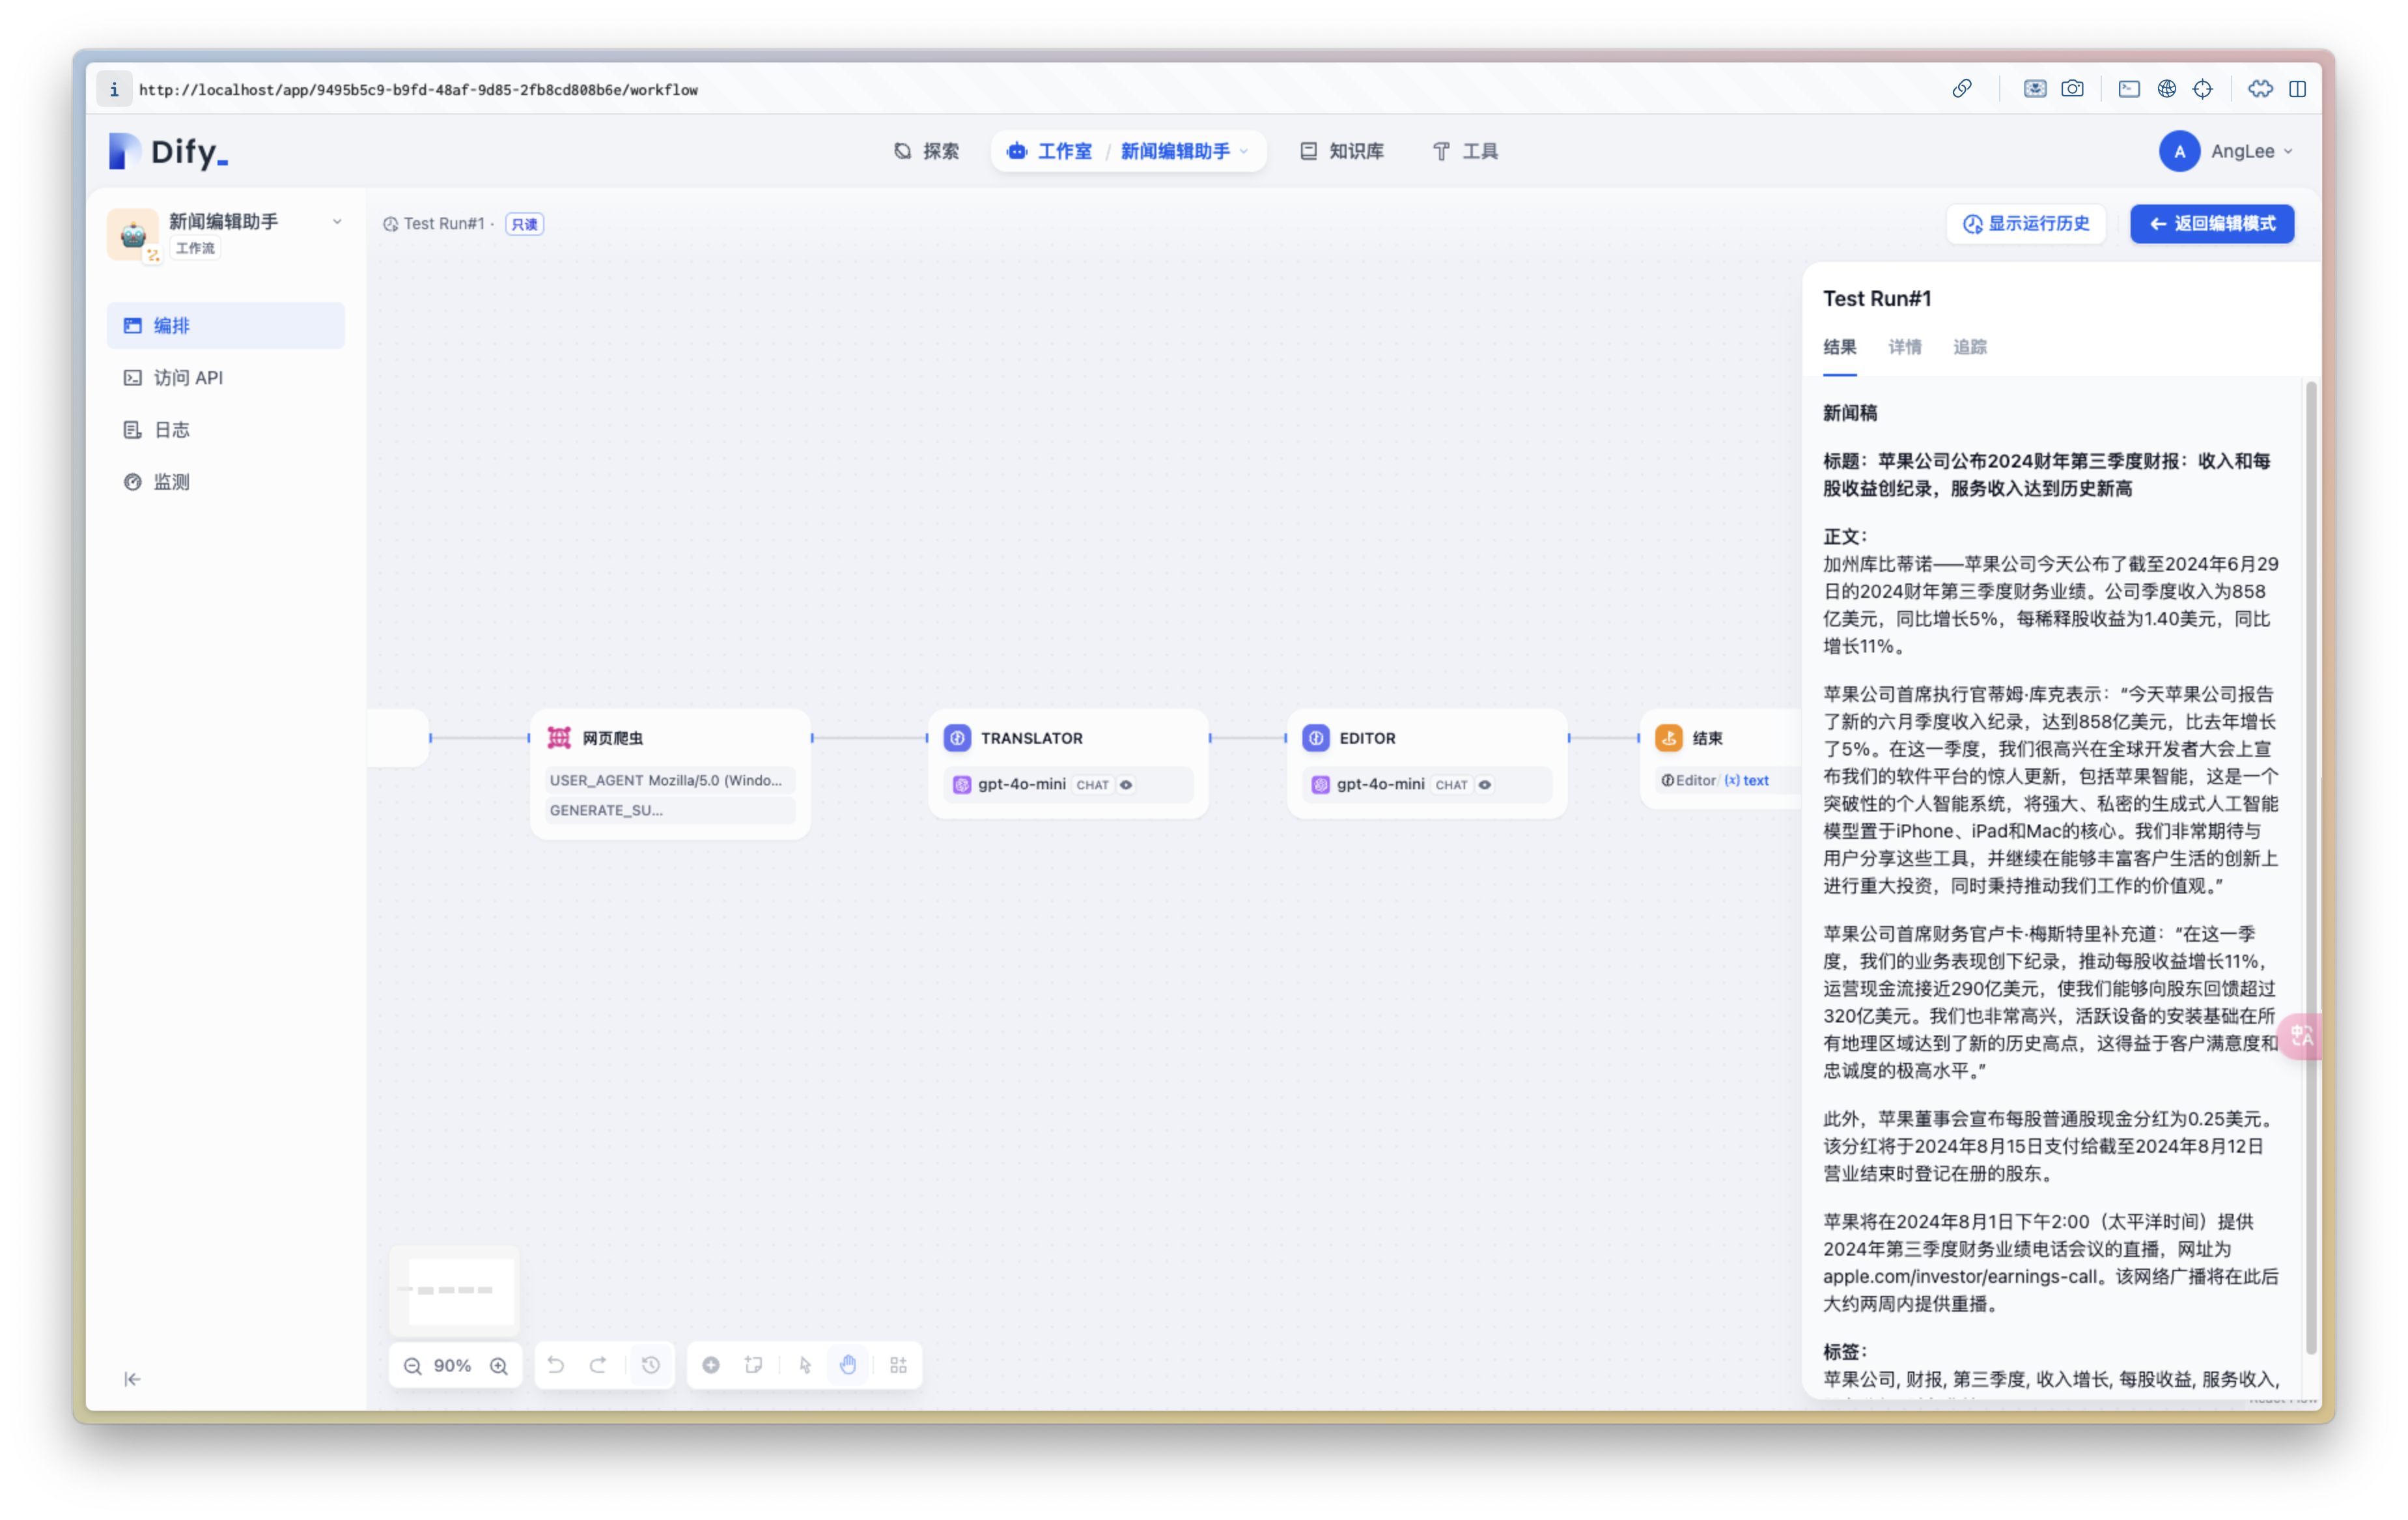 http://localhost/app/9495b5c9-b9fd-48af-9d85-2fb8cd808b6e/workflow
Dify_
探索
工作室 / 新闻编辑助手
知识库
工具
A AngLee
新闻编辑助手
工作流
编排
访问 API
日志
监测
Test Run#1 · 只读
显示运行历史
← 返回编辑模式
网页爬虫
USER_AGENT Mozilla/5.0 (Windo...
GENERATE_SU...
TRANSLATOR
gpt-4o-mini CHAT
EDITOR
gpt-4o-mini CHAT
结束
Editor/ (x) text
90%
Test Run#1
结果 详情 追踪
新闻稿
标题：苹果公司公布2024财年第三季度财报：收入和每
股收益创纪录，服务收入达到历史新高
正文：
加州库比蒂诺——苹果公司今天公布了截至2024年6月29
日的2024财年第三季度财务业绩。公司季度收入为858
亿美元，同比增长5%，每稀释股收益为1.40美元，同比
增长11%。
苹果公司首席执行官蒂姆·库克表示：“今天苹果公司报告
了新的六月季度收入纪录，达到858亿美元，比去年增长
了5%。在这一季度，我们很高兴在全球开发者大会上宣
布我们的软件平台的惊人更新，包括苹果智能，这是一个
突破性的个人智能系统，将强大、私密的生成式人工智能
模型置于iPhone、iPad和Mac的核心。我们非常期待与
用户分享这些工具，并继续在能够丰富客户生活的创新上
进行重大投资，同时秉持推动我们工作的价值观。”
苹果公司首席财务官卢卡·梅斯特里补充道：“在这一季
度，我们的业务表现创下纪录，推动每股收益增长11%，
运营现金流接近290亿美元，使我们能够向股东回馈超过
320亿美元。我们也非常高兴，活跃设备的安装基础在所
有地理区域达到了新的历史高点，这得益于客户满意度和
忠诚度的极高水平。”
此外，苹果董事会宣布每股普通股现金分红为0.25美元。
该分红将于2024年8月15日支付给截至2024年8月12日
营业结束时登记在册的股东。
苹果将在2024年8月1日下午2:00（太平洋时间）提供
2024年第三季度财务业绩电话会议的直播，网址为
apple.com/investor/earnings-call。该网络广播将在此后
大约两周内提供重播。
标签：
苹果公司, 财报, 第三季度, 收入增长, 每股收益, 服务收入,